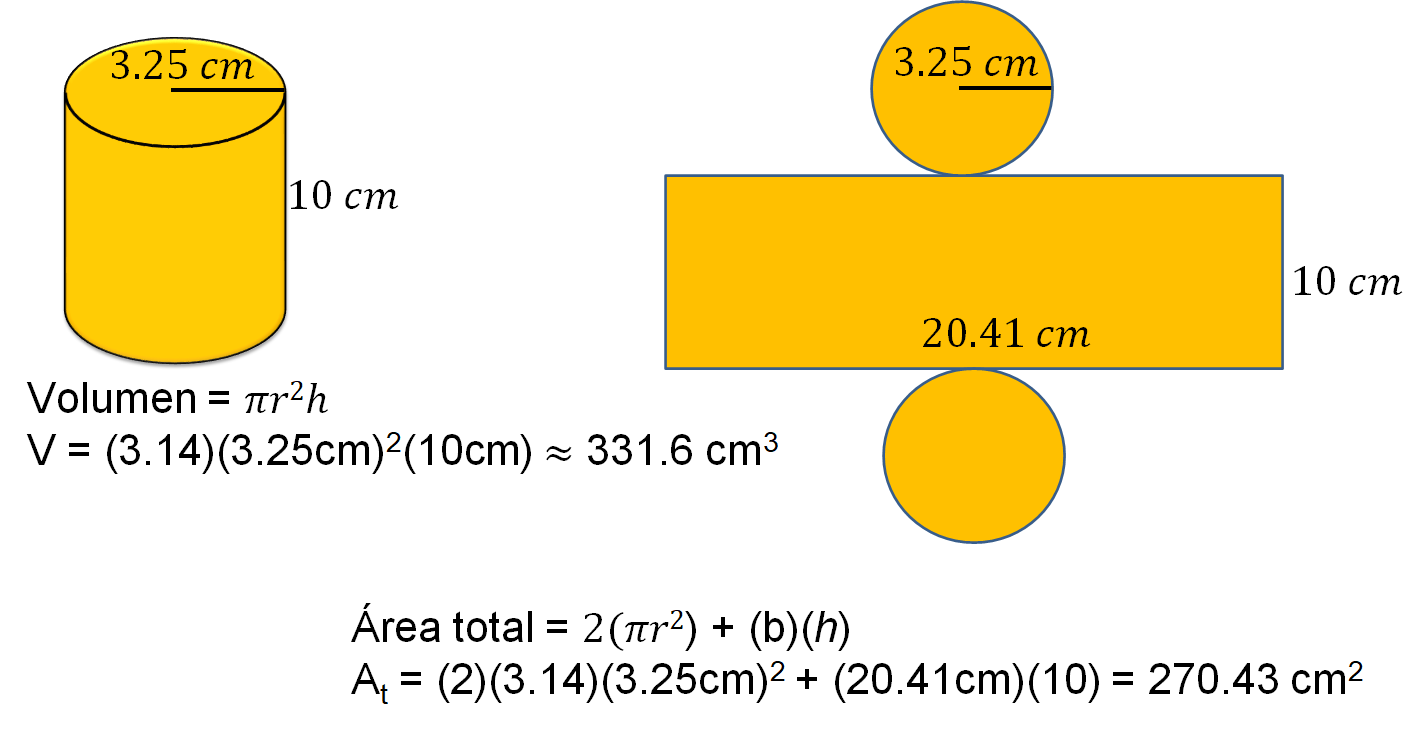 3.25 cm
10 cm
3.25 cm
10 cm
20.41 cm
Volumen = πr²h
V = (3.14)(3.25cm)²(10cm) ≈ 331.6 cm³
Área total = 2(πr²) + (b)(h)
Aₜ = (2)(3.14)(3.25cm)² + (20.41cm)(10) = 270.43 cm²